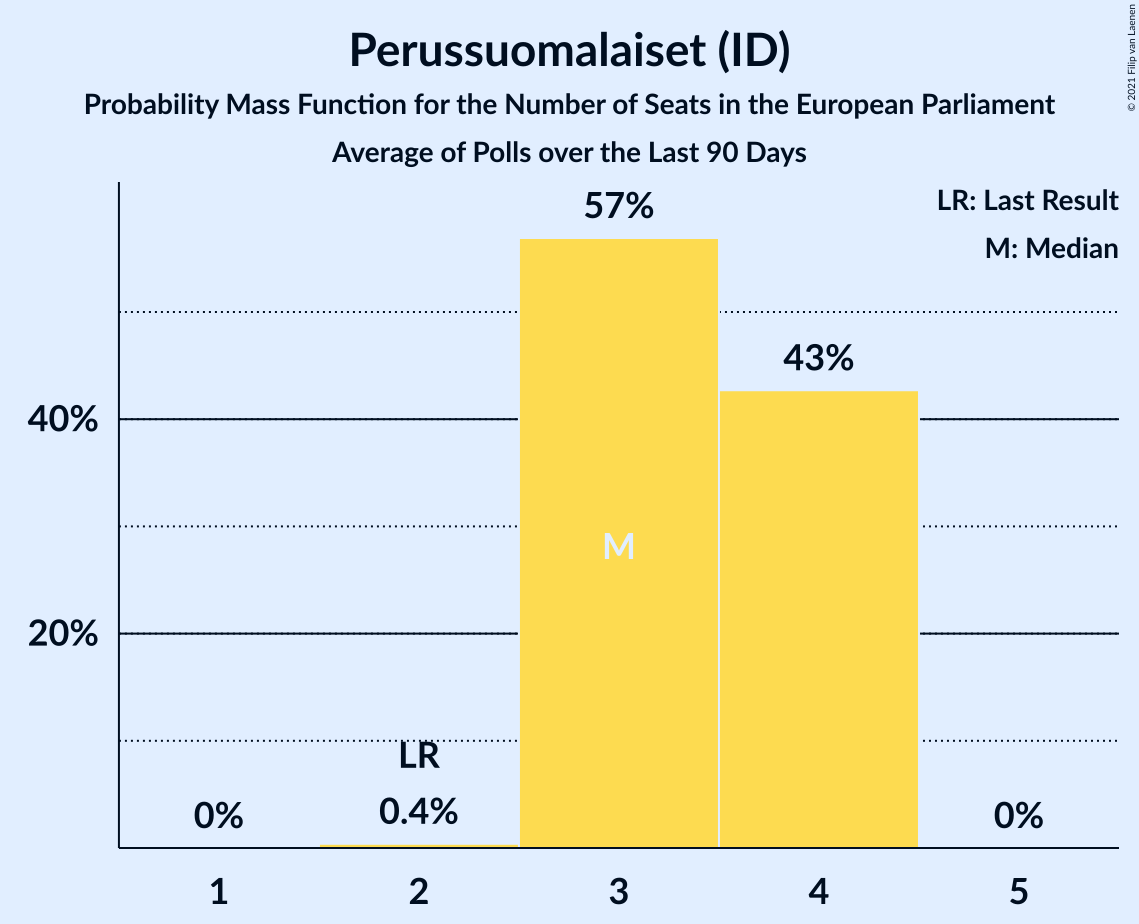 Perussuomalaiset (ID)
Probability Mass Function for the Number of Seats in the European Parliament
Average of Polls over the Last 90 Days
© 2021 Filip van Laenen
LR: Last Result
M: Median
57%
43%
40%
M
20%
LR
0%
0.4%
0%
1
2
3
4
5